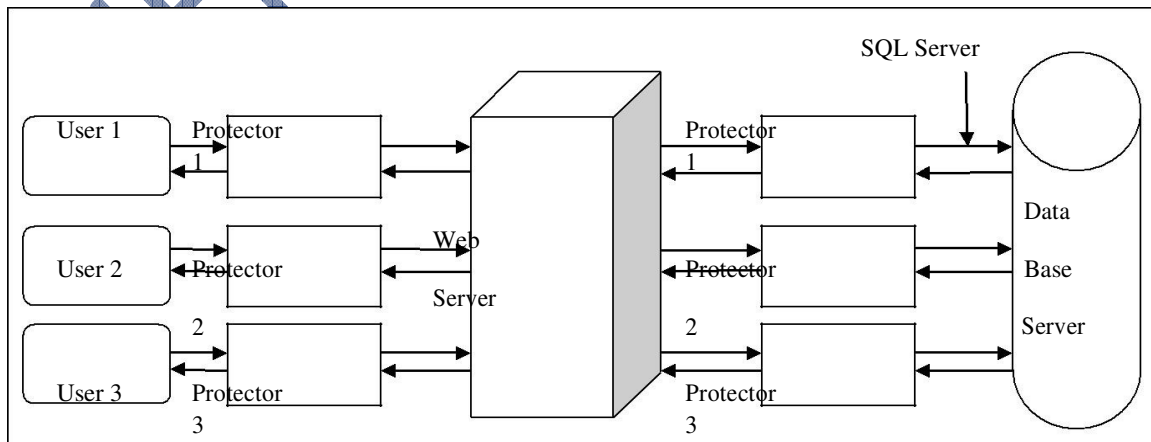 SQL Server
User 1
Protector
1
Protector
1
Data
Web
User 2
Protector
Protector
Base
Server
2
2
Server
User 3
Protector
3
Protector
3